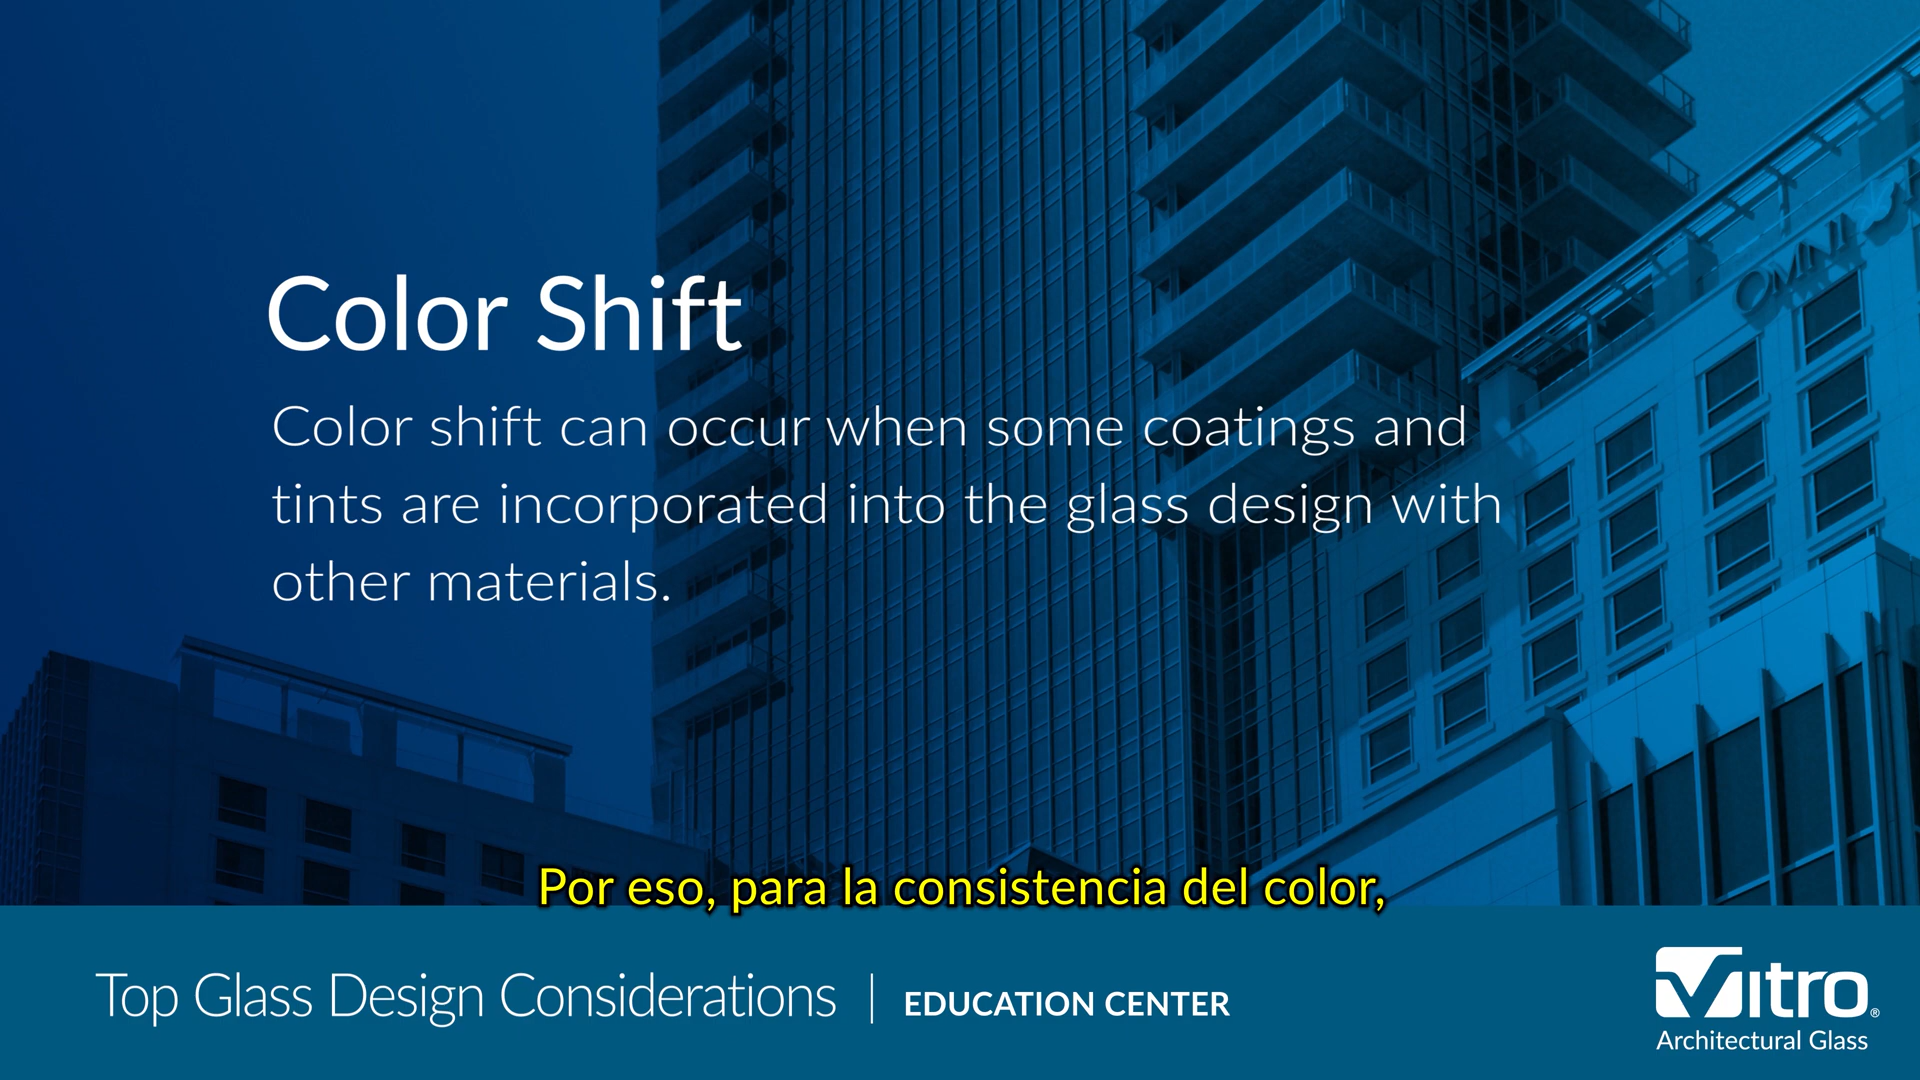 OMNI
Color Shift
Color shift can occur when some coatings and
tints are incorporated into the glass design with
other materials.
Por eso, para la consistencia del color,
Top Glass Design Considerations | EDUCATION CENTER
Vitro®
Architectural Glass